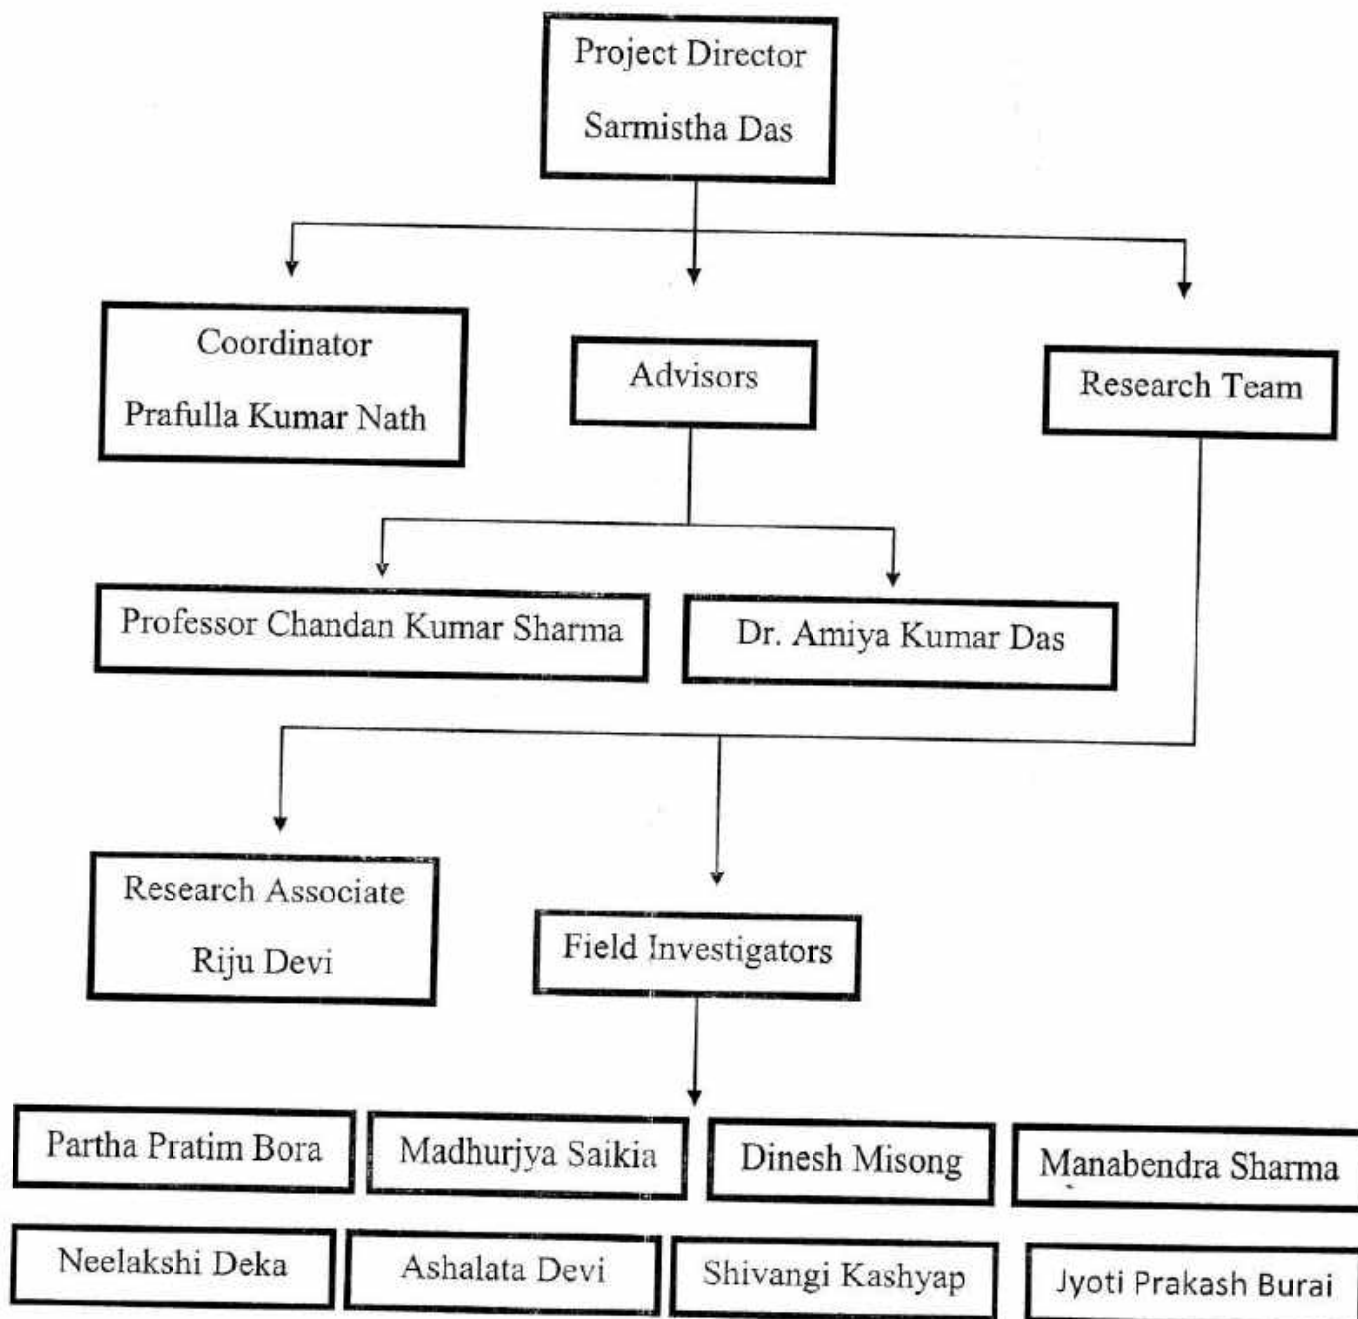 Project Director
Sarmistha Das
Coordinator
Prafulla Kumar Nath
Advisors
Research Team
Professor Chandan Kumar Sharma
Dr. Amiya Kumar Das
Research Associate
Riju Devi
Field Investigators
Partha Pratim Bora
Madhurjya Saikia
Dinesh Misong
Manabendra Sharma
Neelakshi Deka
Ashalata Devi
Shivangi Kashyap
Jyoti Prakash Burai